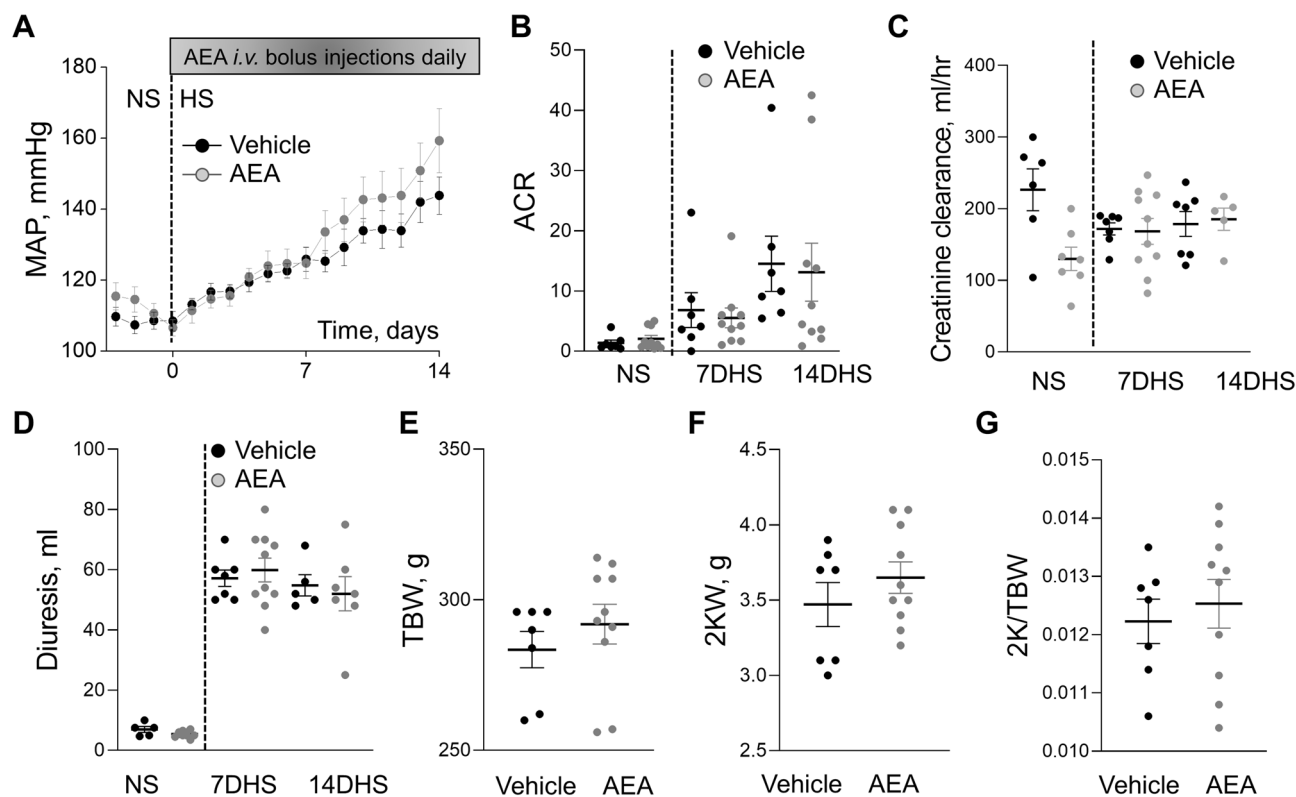 A
AEA i.v. bolus injections daily
180
160
140
120
100
MAP, mmHg
NS
HS
Vehicle
AEA
Time, days
0
7
14
B
50
40
30
20
10
0
ACR
Vehicle
AEA
NS
7DHS
14DHS
C
400
300
200
100
0
Creatinine clearance, ml/hr
Vehicle
AEA
NS
7DHS
14DHS
D
100
80
60
40
20
0
Diuresis, ml
Vehicle
AEA
NS
7DHS
14DHS
E
350
300
250
TBW, g
Vehicle
AEA
F
4.5
4.0
3.5
3.0
2.5
2KW, g
Vehicle
AEA
G
0.015
0.014
0.013
0.012
0.011
0.010
2K/TBW
Vehicle
AEA